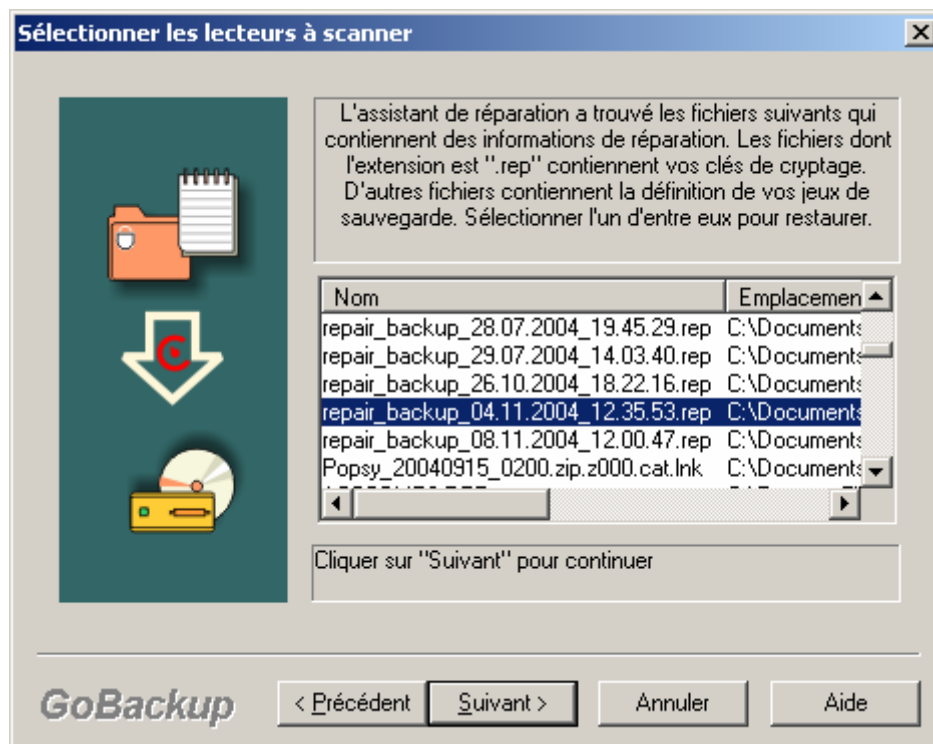 Sélectionner les lecteurs à scanner
L'assistant de réparation a trouvé les fichiers suivants qui
contiennent des informations de réparation. Les fichiers dont
l'extension est ".rep" contiennent vos clés de cryptage.
D'autres fichiers contiennent la définition de vos jeux de
sauvegarde. Sélectionner l'un d'entre eux pour restaurer.
Nom Emplacemen
repair_backup_28.07.2004_19.45.29.rep C:\Documents
repair_backup_29.07.2004_14.03.40.rep C:\Documents
repair_backup_26.10.2004_18.22.16.rep C:\Documents
repair_backup_04.11.2004_12.35.53.rep C:\Documents
repair_backup_08.11.2004_12.00.47.rep C:\Documents
Popsy_20040915_0200.zip.z000.cat.lnk C:\Documents
Cliquer sur "Suivant" pour continuer
GoBackup < Précédent Suivant > Annuler Aide